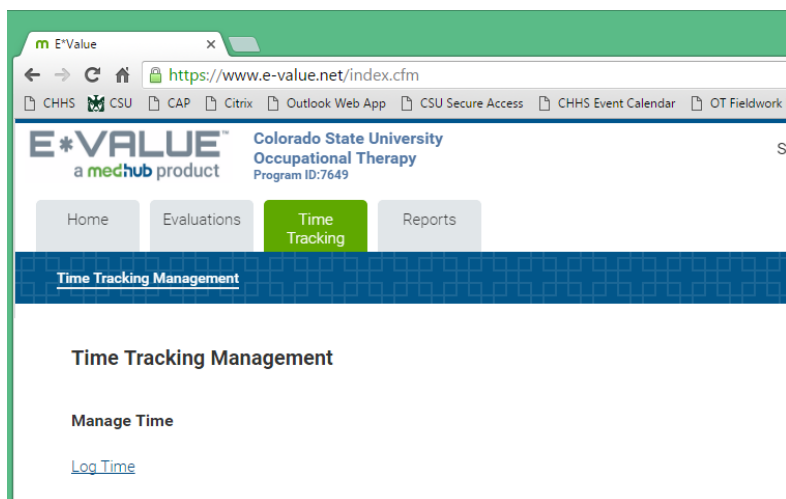 m E*Value
https://www.e-value.net/index.cfm
CHHS CSU CAP Citrix Outlook Web App CSU Secure Access CHHS Event Calendar OT Fieldwork
E*VALUE™ Colorado State University
Occupational Therapy
a medhub product Program ID:7649
S
Home Evaluations Time Tracking Reports
Time Tracking Management
Time Tracking Management
Manage Time
Log Time